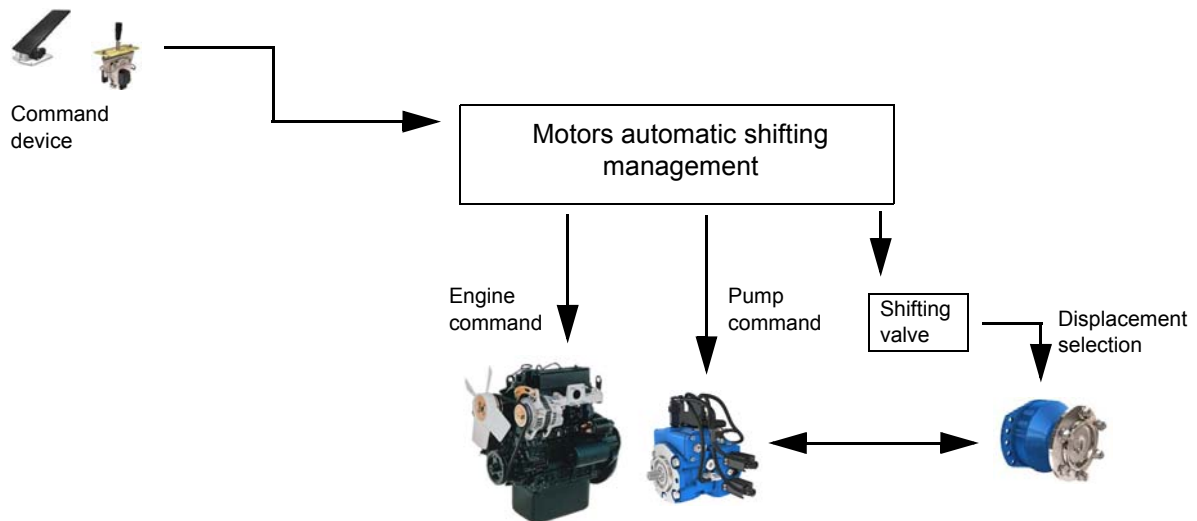 Command
device
Motors automatic shifting
management
Engine
command
Pump
command
Shifting
valve
Displacement
selection